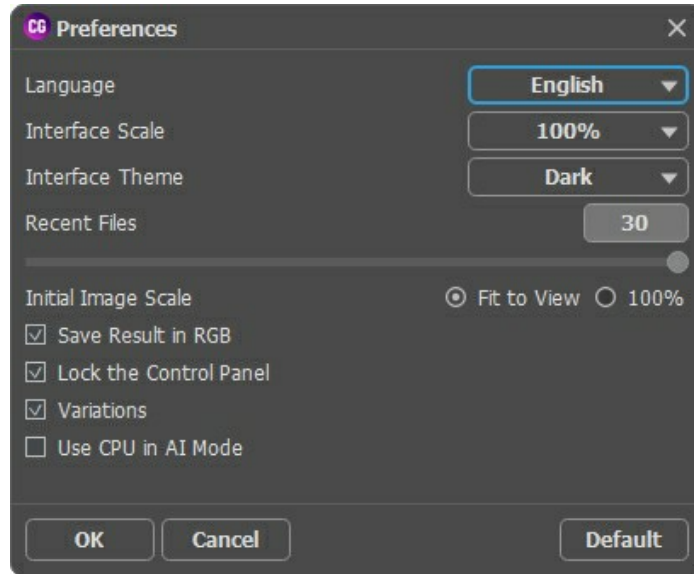 CG Preferences
Language English
Interface Scale 100%
Interface Theme Dark
Recent Files 30
Initial Image Scale Fit to View 100%
Save Result in RGB
Lock the Control Panel
Variations
Use CPU in AI Mode
OK Cancel Default